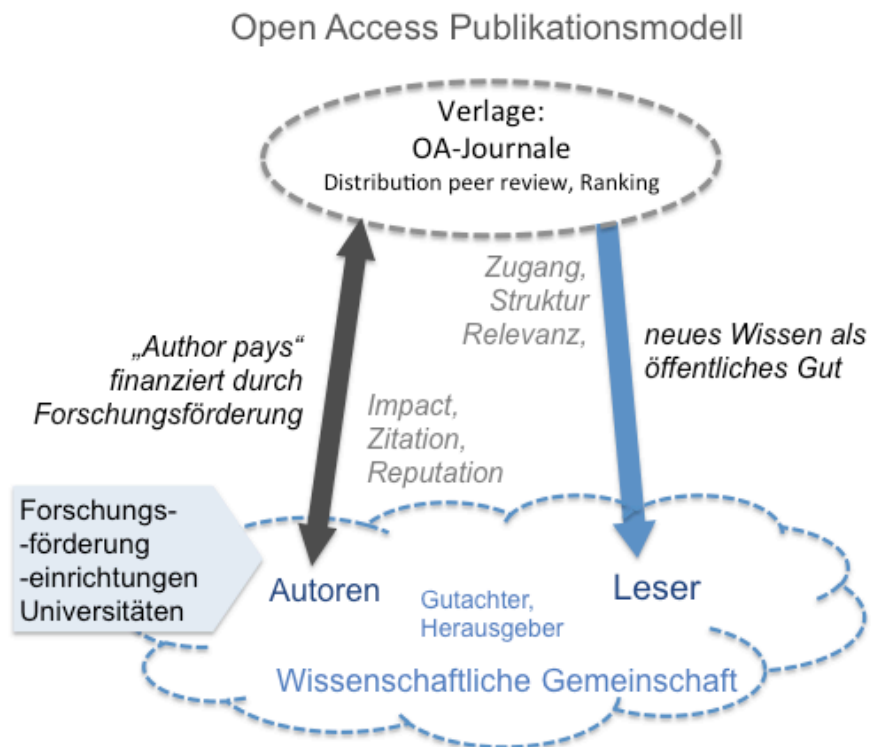 Open Access Publikationsmodell
Verlage:
OA-Journale
Distribution peer review, Ranking
Zugang,
Struktur
Relevanz,
neues Wissen als
öffentliches Gut
„Author pays“
finanziert durch
Forschungsförderung
Impact,
Zitation,
Reputation
Forschungs-
-förderung
-einrichtungen
Universitäten
Autoren
Gutachter,
Herausgeber
Leser
Wissenschaftliche Gemeinschaft